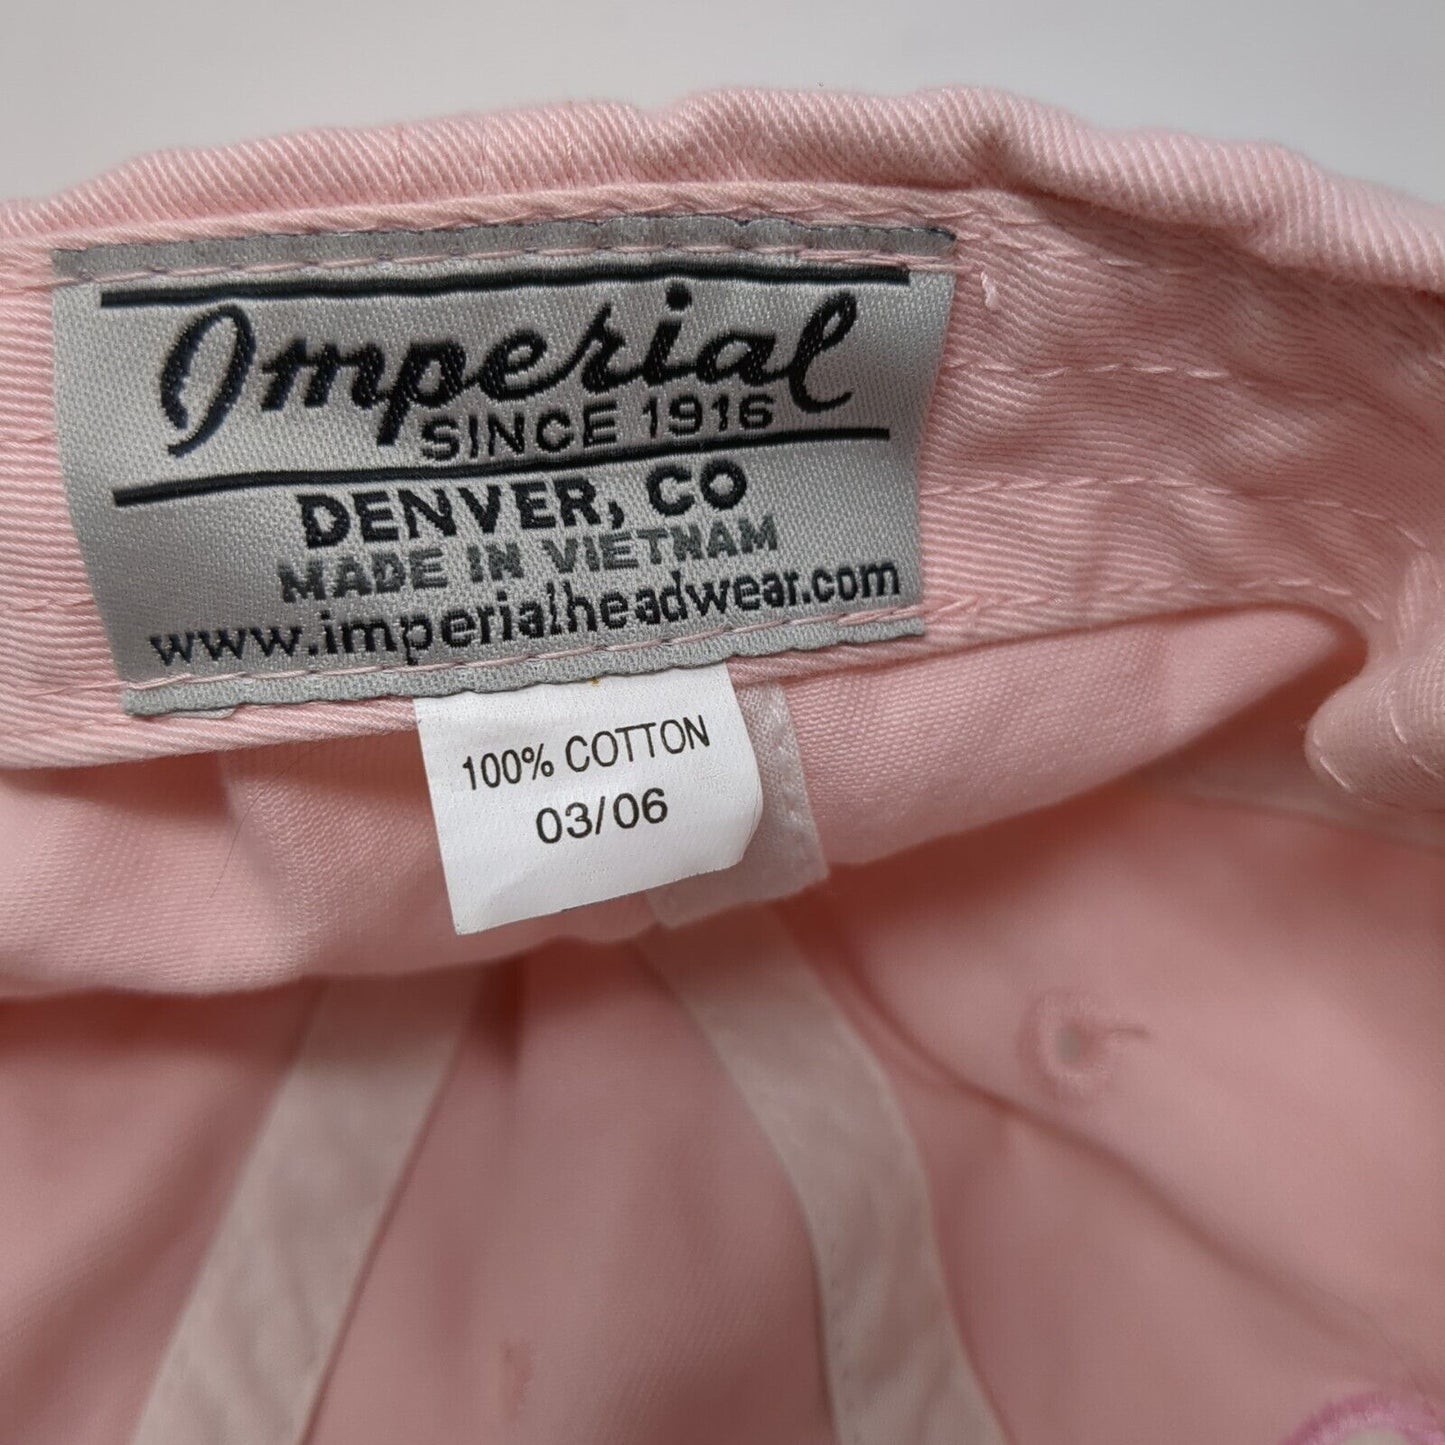 Imperial
SINCE 1916
DENVER, CO
MADE IN VIETNAM
www.imperialheadwear.com
100% COTTON
03/06